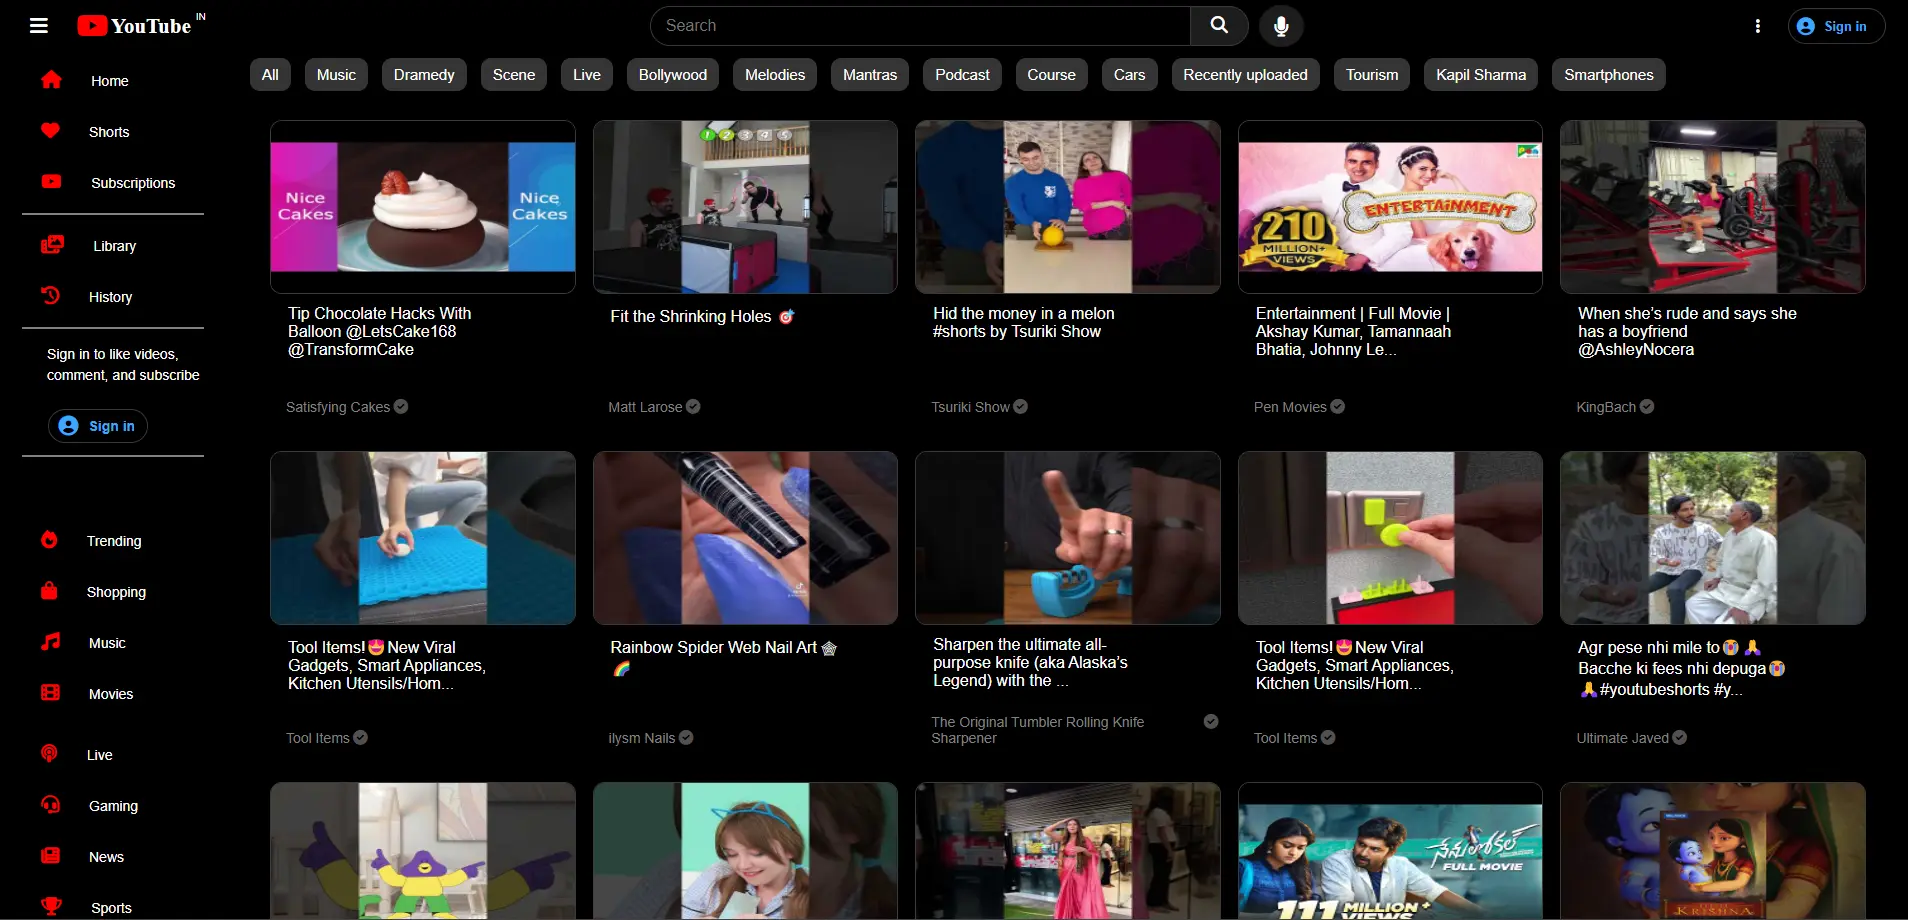 YouTube IN
Search
Sign in
Home
Shorts
Subscriptions
Library
History
Sign in to like videos,
comment, and subscribe
Sign in
Trending
Shopping
Music
Movies
Live
Gaming
News
Sports
All Music Dramedy Scene Live Bollywood Melodies Mantras Podcast Course Cars Recently uploaded Tourism Kapil Sharma Smartphones
Nice
Cakes
Nice
Cakes
1 2 3 4 5
ENTERTAINMENT
210
MILLION+
VIEWS
Tip Chocolate Hacks With
Balloon @LetsCake168
@TransformCake
Satisfying Cakes
Fit the Shrinking Holes 🎯
Matt Larose
Hid the money in a melon
#shorts by Tsuriki Show
Tsuriki Show
Entertainment | Full Movie |
Akshay Kumar, Tamannaah
Bhatia, Johnny Le...
Pen Movies
When she’s rude and says she
has a boyfriend
@AshleyNocera
KingBach
Tool Items!🤩New Viral
Gadgets, Smart Appliances,
Kitchen Utensils/Hom...
Tool Items
Rainbow Spider Web Nail Art 🕸
🌈
ilysm Nails
Sharpen the ultimate all-
purpose knife (aka Alaska’s
Legend) with the ...
The Original Tumbler Rolling Knife
Sharpener
Tool Items!🤩New Viral
Gadgets, Smart Appliances,
Kitchen Utensils/Hom...
Tool Items
Agr pese nhi mile to😭🙏
Bacche ki fees nhi depuga😭
🙏#youtubeshorts #y...
Ultimate Javed
నేను లోకల్
FULL MOVIE
111 MILLION+
VIEWS
KRISHNA